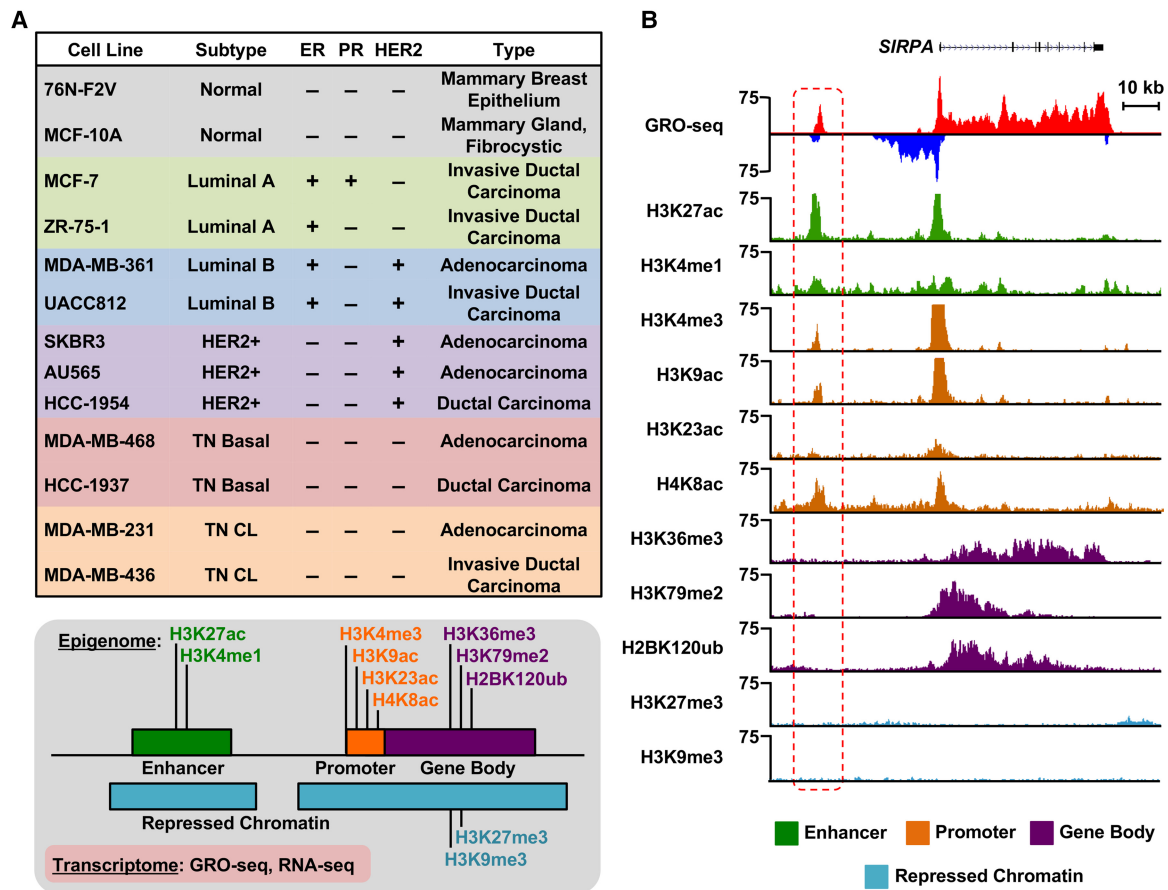 A
Cell Line Subtype ER PR HER2 Type
76N-F2V Normal – – – Mammary Breast
Epithelium
MCF-10A Normal – – – Mammary Gland,
Fibrocystic
MCF-7 Luminal A + + – Invasive Ductal
Carcinoma
ZR-75-1 Luminal A + – – Invasive Ductal
Carcinoma
MDA-MB-361 Luminal B + – + Adenocarcinoma
UACC812 Luminal B + – + Invasive Ductal
Carcinoma
SKBR3 HER2+ – – + Adenocarcinoma
AU565 HER2+ – – + Adenocarcinoma
HCC-1954 HER2+ – – + Ductal Carcinoma
MDA-MB-468 TN Basal – – – Adenocarcinoma
HCC-1937 TN Basal – – – Ductal Carcinoma
MDA-MB-231 TN CL – – – Adenocarcinoma
MDA-MB-436 TN CL – – – Invasive Ductal
Carcinoma
Epigenome:
H3K27ac
H3K4me1
H3K4me3
H3K9ac
H3K23ac
H4K8ac
H3K36me3
H3K79me2
H2BK120ub
Enhancer
Promoter
Gene Body
Repressed Chromatin
H3K27me3
H3K9me3
Transcriptome: GRO-seq, RNA-seq
B
SIRPA
10 kb
75
GRO-seq
75
75
H3K27ac
75
H3K4me1
75
H3K4me3
75
H3K9ac
75
H3K23ac
75
H4K8ac
75
H3K36me3
75
H3K79me2
75
H2BK120ub
75
H3K27me3
75
H3K9me3
Enhancer
Promoter
Gene Body
Repressed Chromatin